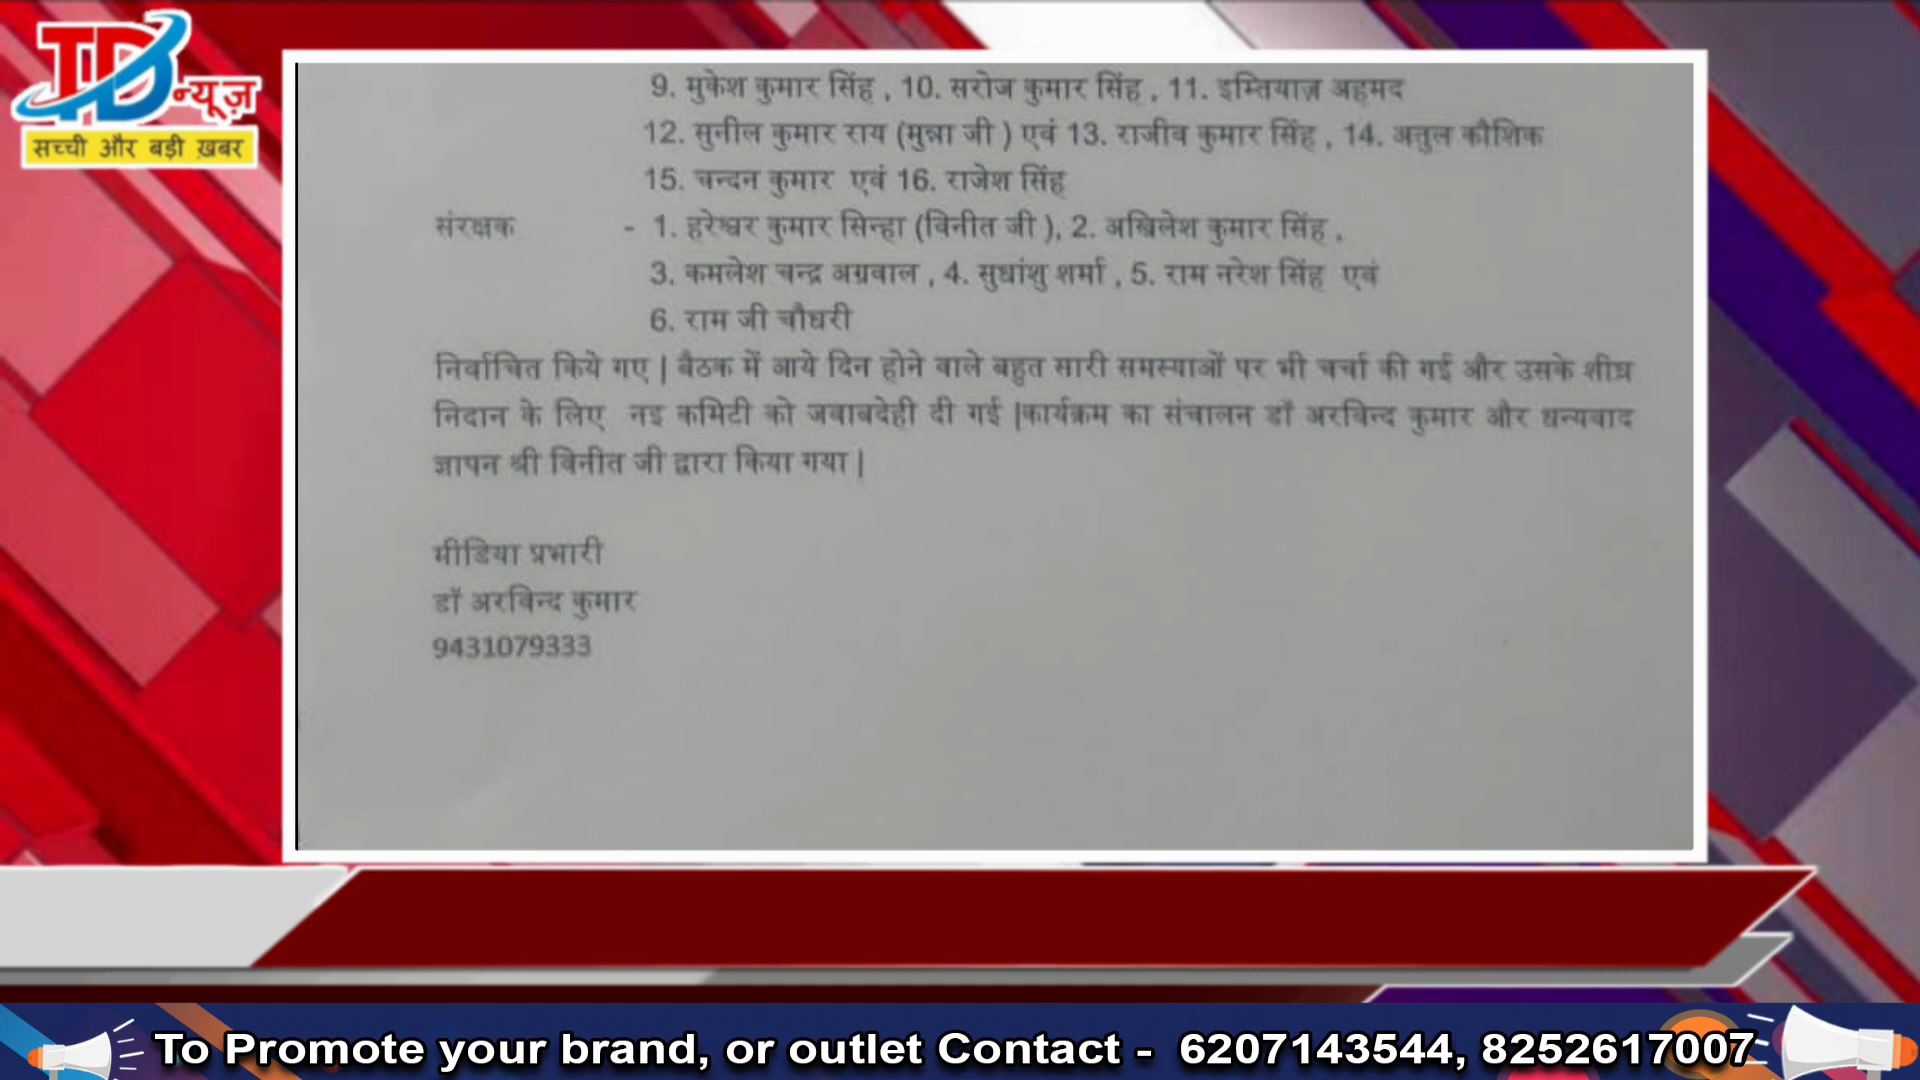 JD न्यूज़
सच्ची और बड़ी ख़बर
9. मुकेश कुमार सिंह , 10. सरोज कुमार सिंह , 11. इम्तियाज़ अहमद
12. सुनील कुमार राय (मुन्ना जी ) एवं 13. राजीव कुमार सिंह , 14. अतुल कौशिक
15. चन्दन कुमार एवं 16. राजेश सिंह
संरक्षक - 1. हरेश्वर कुमार सिन्हा (विनीत जी ), 2. अखिलेश कुमार सिंह ,
3. कमलेश चन्द्र अग्रवाल , 4. सुधांशु शर्मा , 5. राम नरेश सिंह एवं
6. राम जी चौधरी
निर्वाचित किये गए | बैठक में आये दिन होने वाले बहुत सारी समस्याओं पर भी चर्चा की गई और उसके शीघ्र
निदान के लिए नइ कमिटी को जवाबदेही दी गई |कार्यक्रम का संचालन डॉ अरविन्द कुमार और धन्यवाद
ज्ञापन श्री विनीत जी द्वारा किया गया |
मीडिया प्रभारी
डॉ अरविन्द कुमार
9431079333
To Promote your brand, or outlet Contact - 6207143544, 8252617007